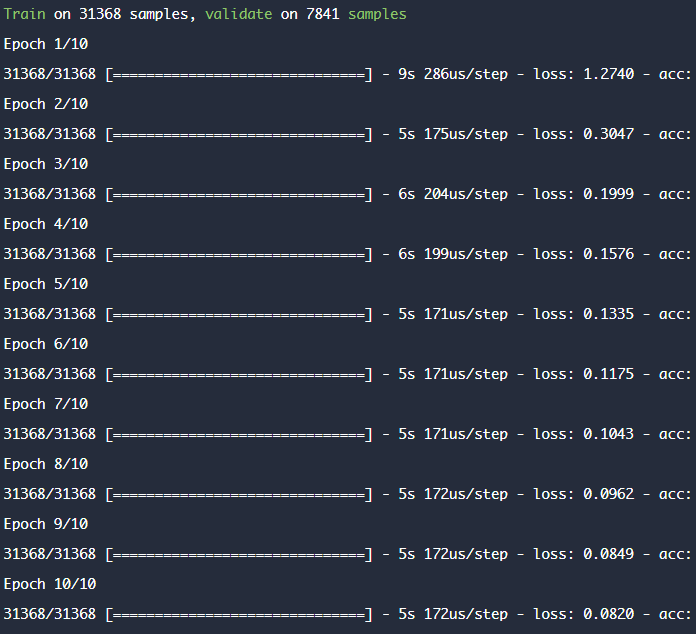 Train on 31368 samples, validate on 7841 samples
Epoch 1/10
31368/31368 [==============================] - 9s 286us/step - loss: 1.2740 - acc:
Epoch 2/10
31368/31368 [==============================] - 5s 175us/step - loss: 0.3047 - acc:
Epoch 3/10
31368/31368 [==============================] - 6s 204us/step - loss: 0.1999 - acc:
Epoch 4/10
31368/31368 [==============================] - 6s 199us/step - loss: 0.1576 - acc:
Epoch 5/10
31368/31368 [==============================] - 5s 171us/step - loss: 0.1335 - acc:
Epoch 6/10
31368/31368 [==============================] - 5s 171us/step - loss: 0.1175 - acc:
Epoch 7/10
31368/31368 [==============================] - 5s 171us/step - loss: 0.1043 - acc:
Epoch 8/10
31368/31368 [==============================] - 5s 172us/step - loss: 0.0962 - acc:
Epoch 9/10
31368/31368 [==============================] - 5s 172us/step - loss: 0.0849 - acc:
Epoch 10/10
31368/31368 [==============================] - 5s 172us/step - loss: 0.0820 - acc: